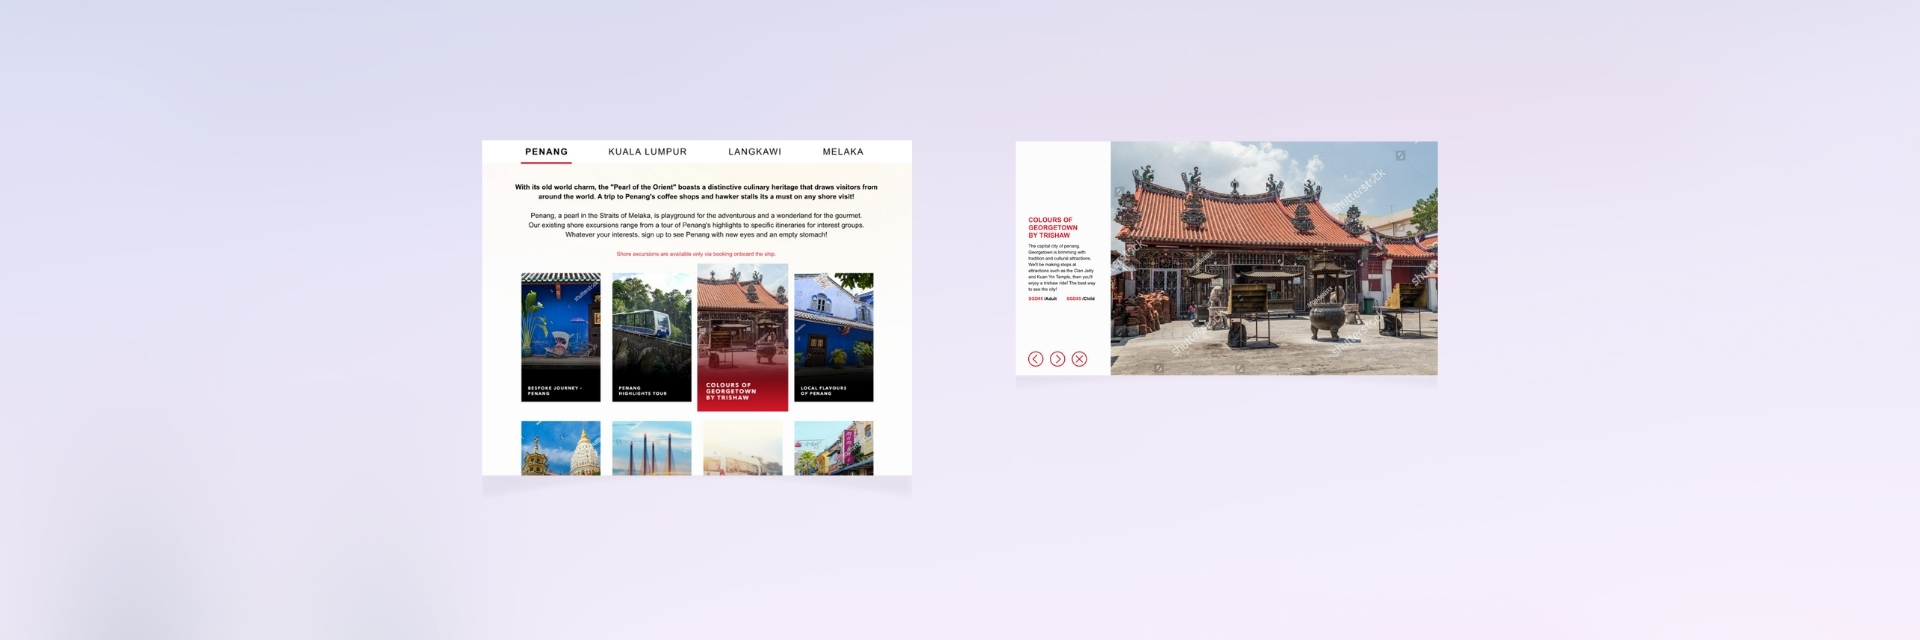 PENANG KUALA LUMPUR LANGKAWI MELAKA
With its old world charm, the "Pearl of the Orient" boasts a distinctive culinary heritage that draws visitors from
around the world. A trip to Penang's coffee shops and hawker stalls its a must on any shore visit!
Penang, a pearl in the Straits of Melaka, is playground for the adventurous and a wonderland for the gourmet.
Our existing shore excursions range from a tour of Penang's highlights to specific itineraries for interest groups.
Whatever your interests, sign up to see Penang with new eyes and an empty stomach!
Shore excursions are available only via booking onboard the ship.
BESPOKE JOURNEY -
PENANG
PENANG
HIGHLIGHTS TOUR
COLOURS OF
GEORGETOWN
BY TRISHAW
LOCAL FLAVOURS
OF PENANG
COLOURS OF
GEORGETOWN
BY TRISHAW
The capital city of penang,
Georgetown is brimming with
tradition and cultural attractions.
We'll be making stops at
attractions such as the Clan Jetty
and Kuan Yin Temple, then you'll
enjoy a trishaw ride! The best way
to see the city!
/Adult /Child
shutterstock